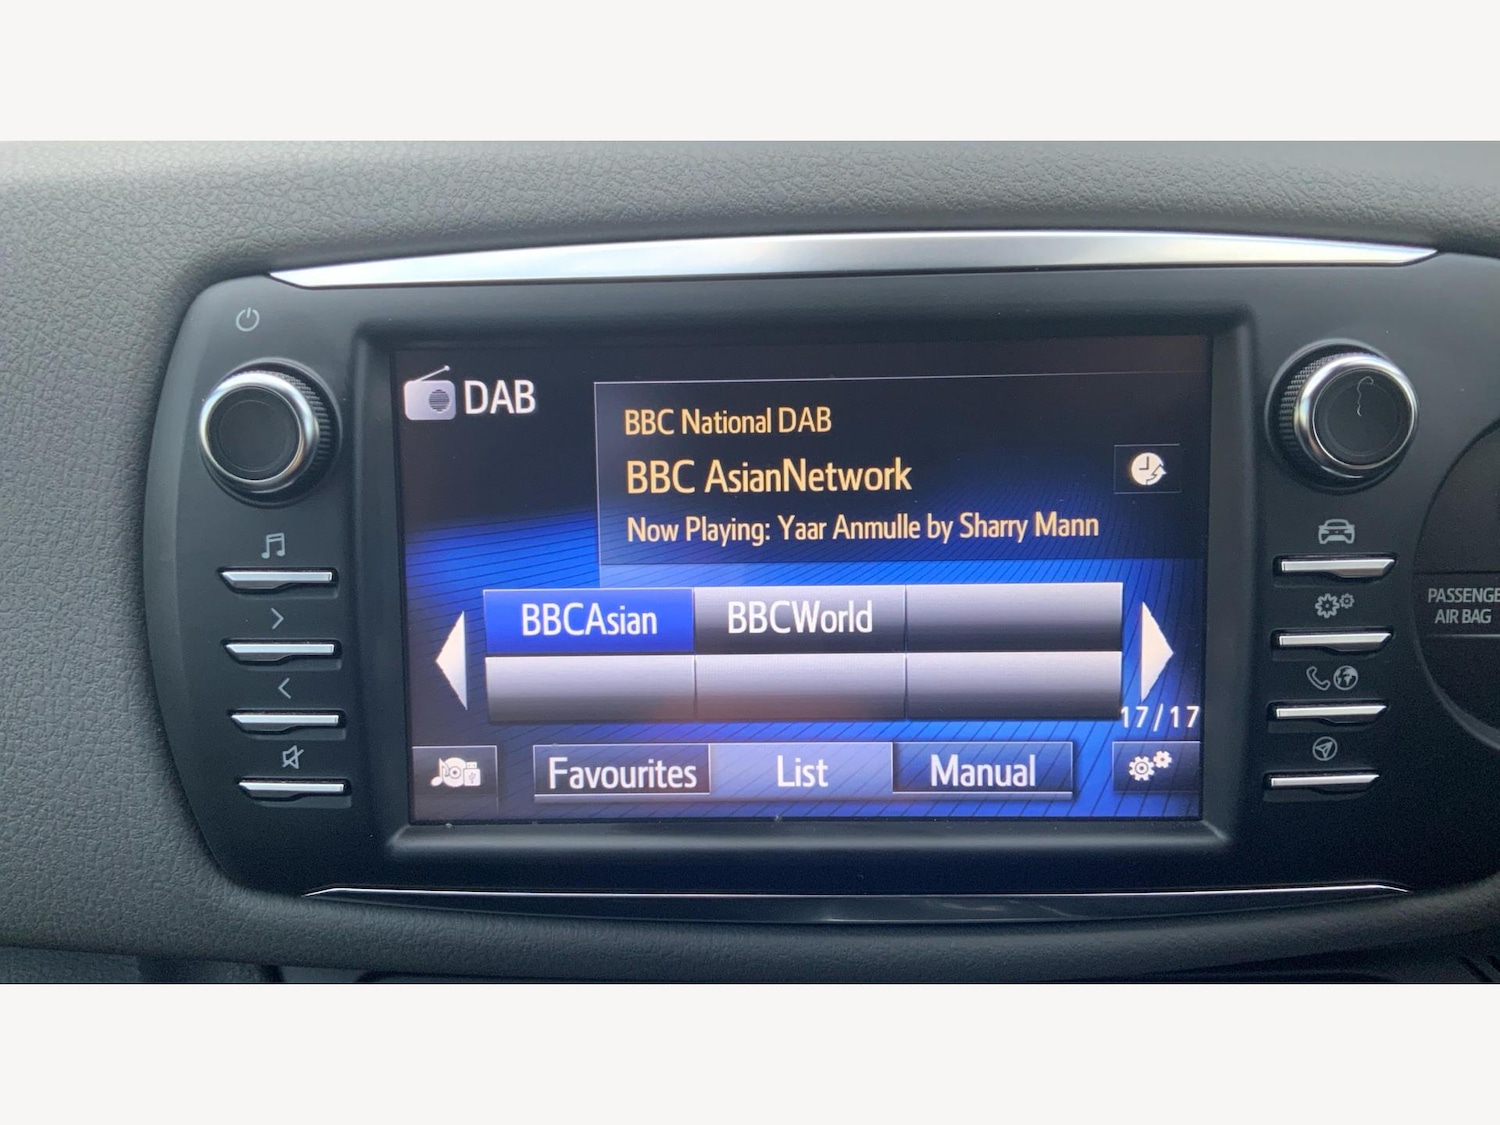 DAB
BBC National DAB
BBC AsianNetwork
Now Playing: Yaar Anmulle by Sharry Mann
BBCAsian BBCWorld
17/17
Favourites List Manual
PASSENGE
AIR BAG